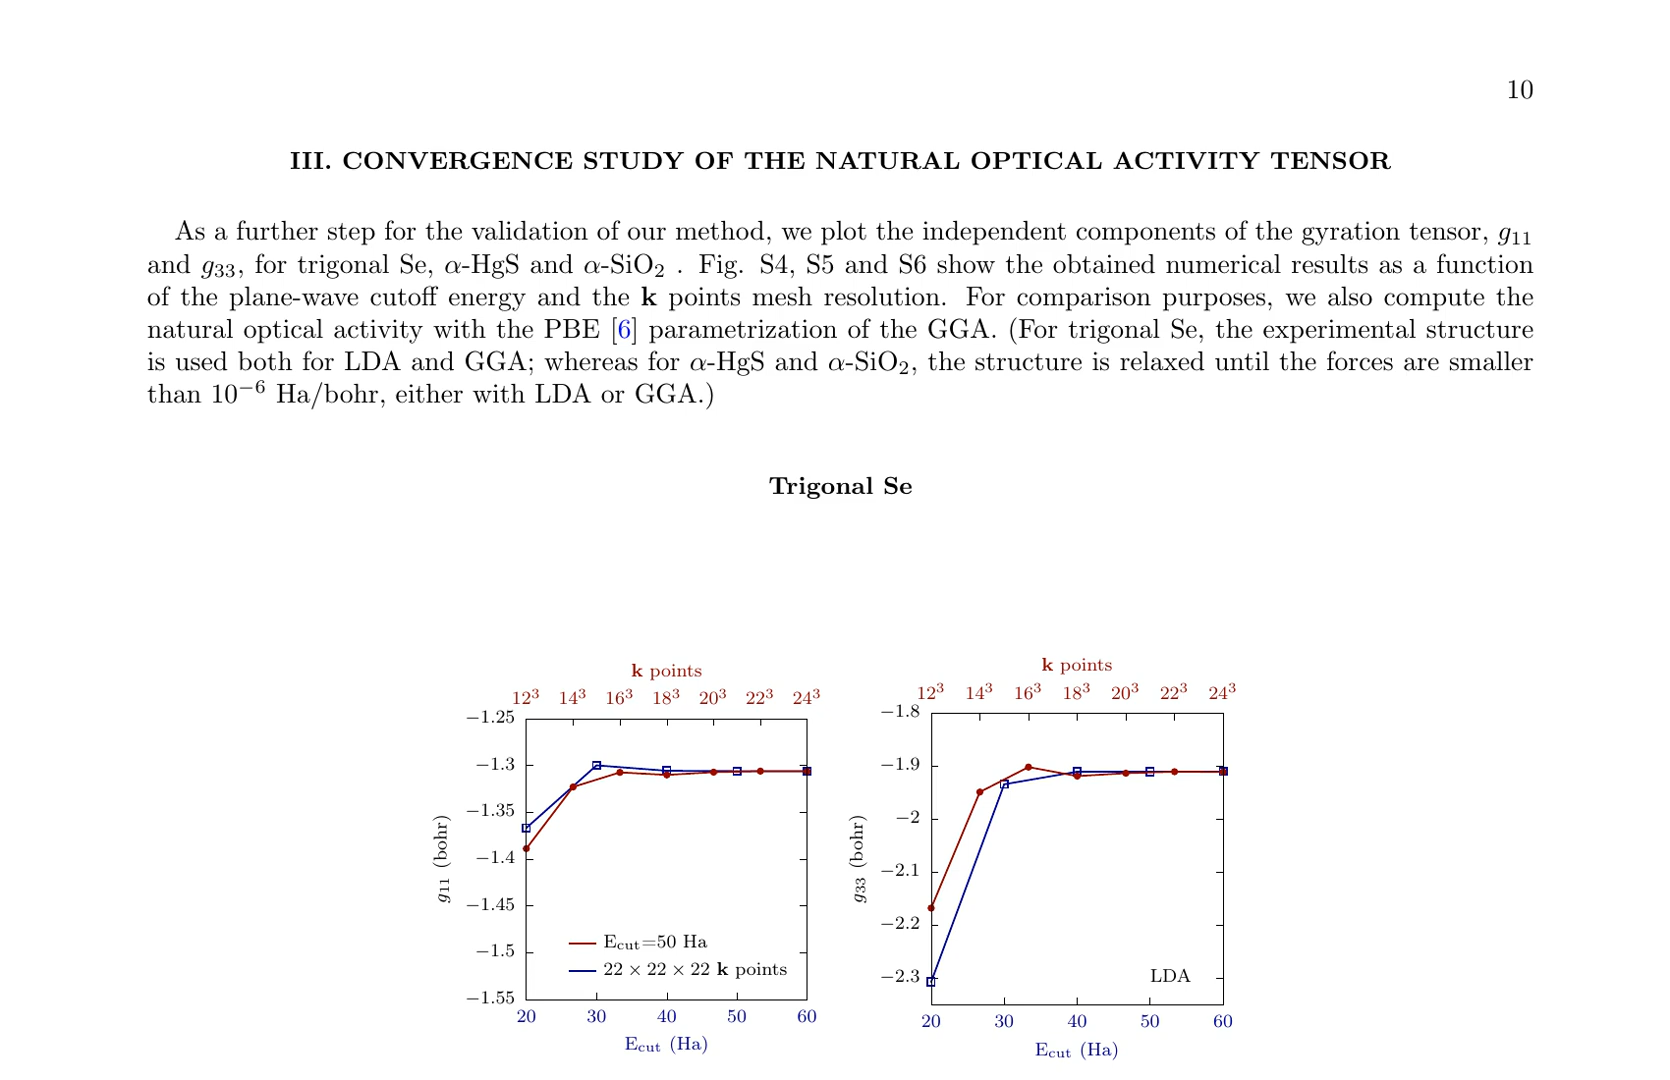 10
III. CONVERGENCE STUDY OF THE NATURAL OPTICAL ACTIVITY TENSOR
As a further step for the validation of our method, we plot the independent components of the gyration tensor, g₁₁
and g₃₃, for trigonal Se, α-HgS and α-SiO₂ . Fig. S4, S5 and S6 show the obtained numerical results as a function
of the plane-wave cutoff energy and the k points mesh resolution. For comparison purposes, we also compute the
natural optical activity with the PBE [6] parametrization of the GGA. (For trigonal Se, the experimental structure
is used both for LDA and GGA; whereas for α-HgS and α-SiO₂, the structure is relaxed until the forces are smaller
than 10⁻⁶ Ha/bohr, either with LDA or GGA.)
Trigonal Se
k points
12³ 14³ 16³ 18³ 20³ 22³ 24³
−1.25
−1.3
−1.35
−1.4
−1.45
−1.5
−1.55
g₁₁ (bohr)
E_cut=50 Ha
22 × 22 × 22 k points
20 30 40 50 60
E_cut (Ha)
k points
12³ 14³ 16³ 18³ 20³ 22³ 24³
−1.8
−1.9
−2
−2.1
−2.2
−2.3
g₃₃ (bohr)
LDA
20 30 40 50 60
E_cut (Ha)